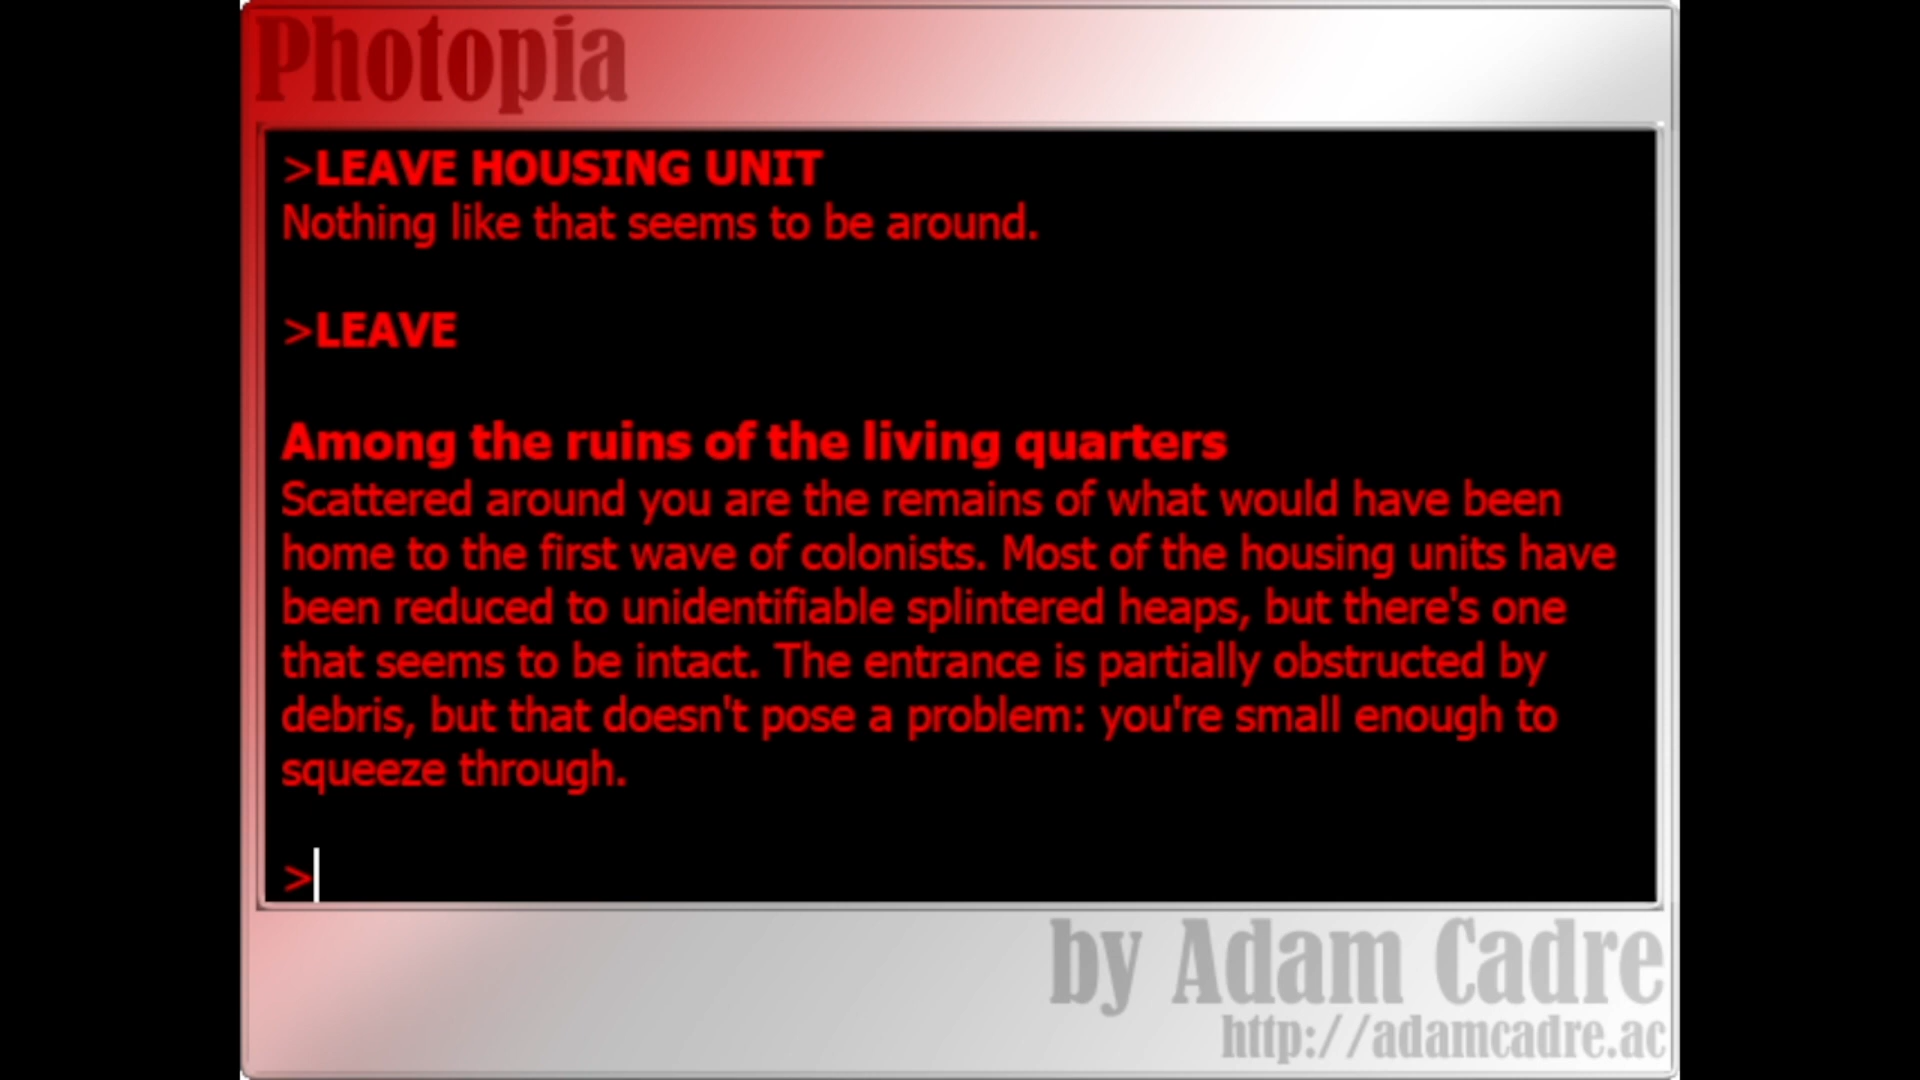 Photopia
>LEAVE HOUSING UNIT
Nothing like that seems to be around.
>LEAVE
Among the ruins of the living quarters
Scattered around you are the remains of what would have been
home to the first wave of colonists. Most of the housing units have
been reduced to unidentifiable splintered heaps, but there's one
that seems to be intact. The entrance is partially obstructed by
debris, but that doesn't pose a problem: you're small enough to
squeeze through.
>
by Adam Cadre
http://adamcadre.ac